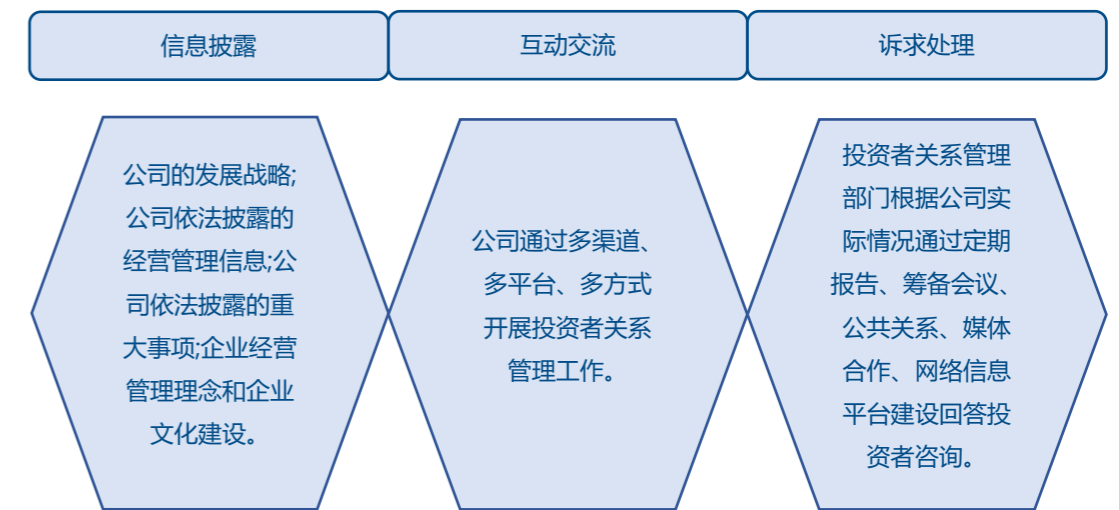 信息披露
互动交流
诉求处理
公司的发展战略;
公司依法披露的
经营管理信息;公
司依法披露的重
大事项;企业经营
管理理念和企业
文化建设。
公司通过多渠道、
多平台、多方式
开展投资者关系
管理工作。
投资者关系管理
部门根据公司实
际情况通过定期
报告、筹备会议、
公共关系、媒体
合作、网络信息
平台建设回答投
资者咨询。